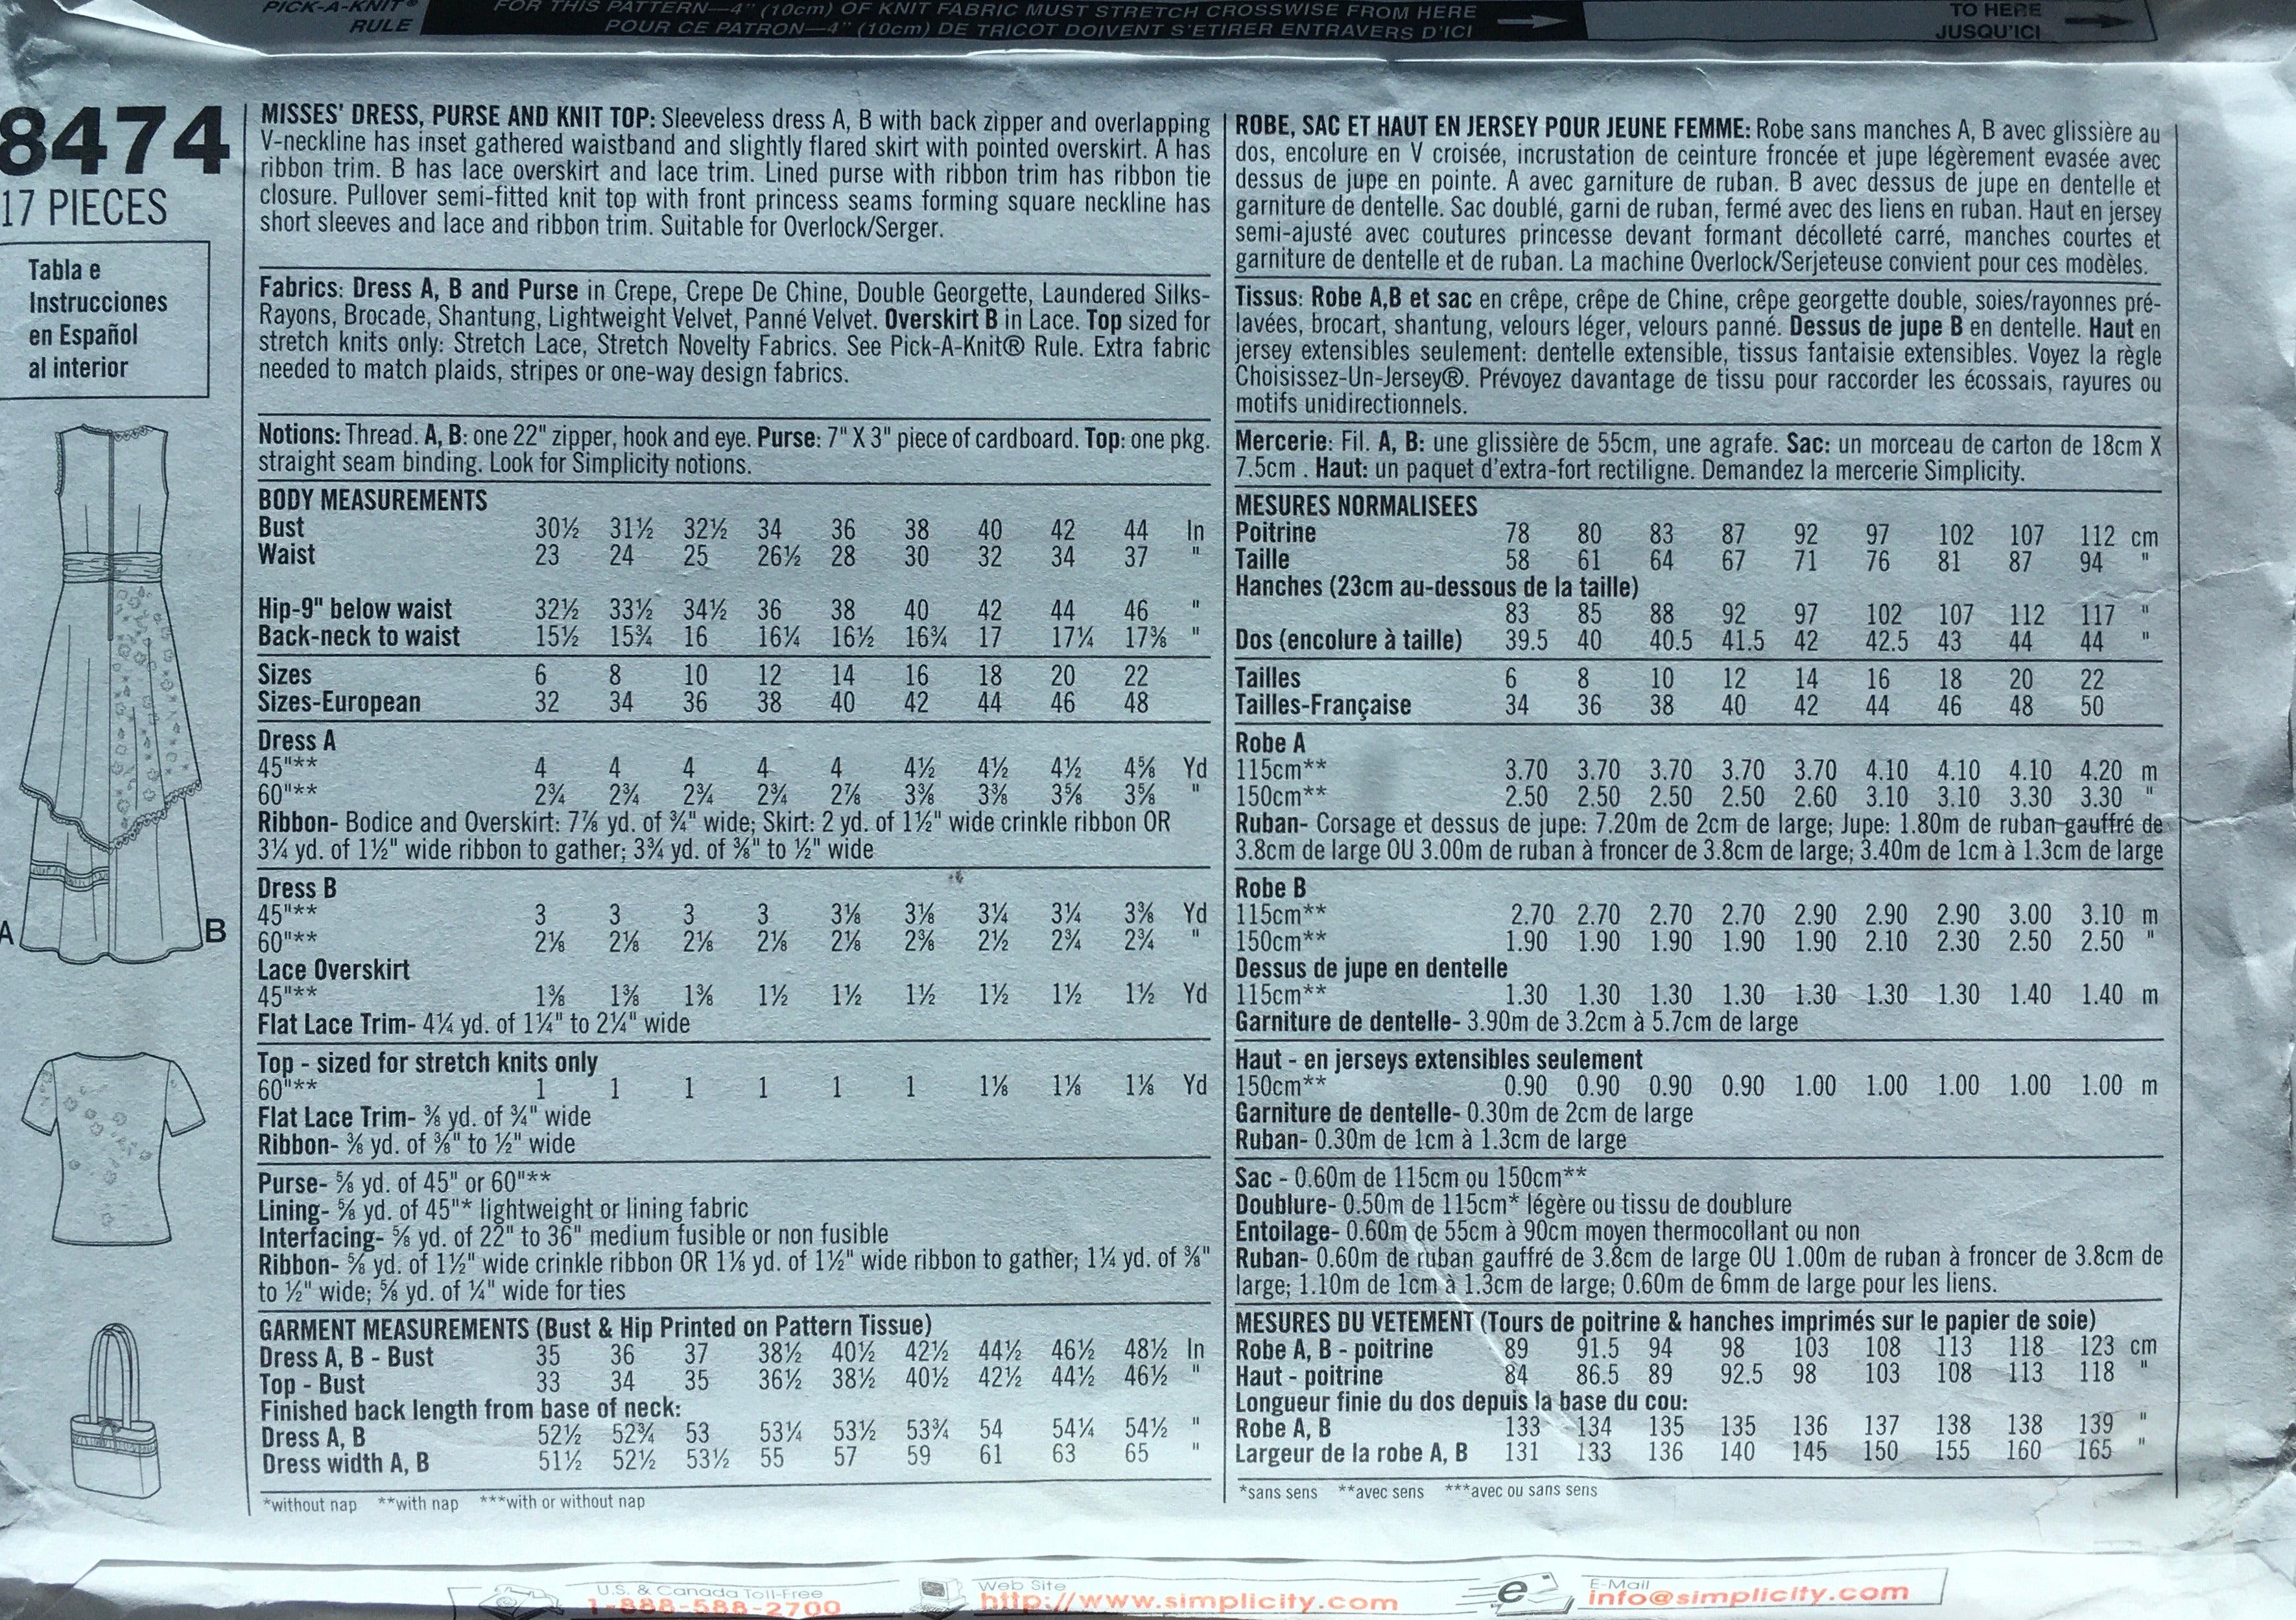 PICK-A-KNIT® RULE
FOR THIS PATTERN—4" (10cm) OF KNIT FABRIC MUST STRETCH CROSSWISE FROM HERE
POUR CE PATRON—4" (10cm) DE TRICOT DOIVENT S'ETIRER ENTRAVERS D'ICI
TO HERE
JUSQU'ICI
8474
17 PIECES
Tabla e
Instrucciones
en Español
al interior
A
B
MISSES' DRESS, PURSE AND KNIT TOP: Sleeveless dress A, B with back zipper and overlapping
V-neckline has inset gathered waistband and slightly flared skirt with pointed overskirt. A has
ribbon trim. B has lace overskirt and lace trim. Lined purse with ribbon trim has ribbon tie
closure. Pullover semi-fitted knit top with front princess seams forming square neckline has
short sleeves and lace and ribbon trim. Suitable for Overlock/Serger.
Fabrics: Dress A, B and Purse in Crepe, Crepe De Chine, Double Georgette, Laundered Silks-
Rayons, Brocade, Shantung, Lightweight Velvet, Panné Velvet. Overskirt B in Lace. Top sized for
stretch knits only: Stretch Lace, Stretch Novelty Fabrics. See Pick-A-Knit® Rule. Extra fabric
needed to match plaids, stripes or one-way design fabrics.
Notions: Thread. A, B: one 22" zipper, hook and eye. Purse: 7" X 3" piece of cardboard. Top: one pkg.
straight seam binding. Look for Simplicity notions.
BODY MEASUREMENTS
Bust 30½ 31½ 32½ 34 36 38 40 42 44 In
Waist 23 24 25 26½ 28 30 32 34 37 "
Hip-9" below waist 32½ 33½ 34½ 36 38 40 42 44 46 "
Back-neck to waist 15½ 15¾ 16 16¼ 16½ 16¾ 17 17¼ 17⅜ "
Sizes 6 8 10 12 14 16 18 20 22
Sizes-European 32 34 36 38 40 42 44 46 48
Dress A
45"** 4 4 4 4 4 4½ 4½ 4½ 4⅝ Yd
60"** 2¾ 2¾ 2¾ 2¾ 2⅞ 3⅜ 3⅜ 3⅝ 3⅝ "
Ribbon- Bodice and Overskirt: 7⅞ yd. of ¾" wide; Skirt: 2 yd. of 1½" wide crinkle ribbon OR
3¼ yd. of 1½" wide ribbon to gather; 3¾ yd. of ⅜" to ½" wide
Dress B
45"** 3 3 3 3 3⅛ 3⅛ 3¼ 3¼ 3⅜ Yd
60"** 2⅛ 2⅛ 2⅛ 2⅛ 2⅛ 2⅜ 2½ 2¾ 2¾ "
Lace Overskirt
45"** 1⅜ 1⅜ 1⅜ 1½ 1½ 1½ 1½ 1½ 1½ Yd
Flat Lace Trim- 4¼ yd. of 1¼" to 2¼" wide
Top - sized for stretch knits only
60"** 1 1 1 1 1 1 1⅛ 1⅛ 1⅛ Yd
Flat Lace Trim- ⅜ yd. of ¾" wide
Ribbon- ⅜ yd. of ⅜" to ½" wide
Purse- ⅝ yd. of 45" or 60"**
Lining- ⅝ yd. of 45"* lightweight or lining fabric
Interfacing- ⅝ yd. of 22" to 36" medium fusible or non fusible
Ribbon- ⅝ yd. of 1½" wide crinkle ribbon OR 1⅛ yd. of 1½" wide ribbon to gather; 1¼ yd. of ⅜"
to ½" wide; ⅝ yd. of ¼" wide for ties
GARMENT MEASUREMENTS (Bust & Hip Printed on Pattern Tissue)
Dress A, B - Bust 35 36 37 38½ 40½ 42½ 44½ 46½ 48½ In
Top - Bust 33 34 35 36½ 38½ 40½ 42½ 44½ 46½ "
Finished back length from base of neck:
Dress A, B 52½ 52¾ 53 53¼ 53½ 53¾ 54 54¼ 54½ "
Dress width A, B 51½ 52½ 53½ 55 57 59 61 63 65 "
*without nap **with nap ***with or without nap
ROBE, SAC ET HAUT EN JERSEY POUR JEUNE FEMME: Robe sans manches A, B avec glissière au
dos, encolure en V croisée, incrustation de ceinture froncée et jupe légèrement evasée avec
dessus de jupe en pointe. A avec garniture de ruban. B avec dessus de jupe en dentelle et
garniture de dentelle. Sac doublé, garni de ruban, fermé avec des liens en ruban. Haut en jersey
semi-ajusté avec coutures princesse devant formant décolleté carré, manches courtes et
garniture de dentelle et de ruban. La machine Overlock/Serjeteuse convient pour ces modèles.
Tissus: Robe A,B et sac en crêpe, crêpe de Chine, crêpe georgette double, soies/rayonnes pré-
lavées, brocart, shantung, velours léger, velours panné. Dessus de jupe B en dentelle. Haut en
jersey extensibles seulement: dentelle extensible, tissus fantaisie extensibles. Voyez la règle
Choisissez-Un-Jersey®. Prévoyez davantage de tissu pour raccorder les écossais, rayures ou
motifs unidirectionnels.
Mercerie: Fil. A, B: une glissière de 55cm, une agrafe. Sac: un morceau de carton de 18cm X
7.5cm . Haut: un paquet d'extra-fort rectiligne. Demandez la mercerie Simplicity.
MESURES NORMALISEES
Poitrine 78 80 83 87 92 97 102 107 112 cm
Taille 58 61 64 67 71 76 81 87 94 "
Hanches (23cm au-dessous de la taille)
83 85 88 92 97 102 107 112 117 "
Dos (encolure à taille) 39.5 40 40.5 41.5 42 42.5 43 44 44 "
Tailles 6 8 10 12 14 16 18 20 22
Tailles-Française 34 36 38 40 42 44 46 48 50
Robe A
115cm** 3.70 3.70 3.70 3.70 3.70 4.10 4.10 4.10 4.20 m
150cm** 2.50 2.50 2.50 2.50 2.60 3.10 3.10 3.30 3.30 "
Ruban- Corsage et dessus de jupe: 7.20m de 2cm de large; Jupe: 1.80m de ruban gauffré de
3.8cm de large OU 3.00m de ruban à froncer de 3.8cm de large; 3.40m de 1cm à 1.3cm de large
Robe B
115cm** 2.70 2.70 2.70 2.70 2.90 2.90 2.90 3.00 3.10 m
150cm** 1.90 1.90 1.90 1.90 1.90 2.10 2.30 2.50 2.50 "
Dessus de jupe en dentelle
115cm** 1.30 1.30 1.30 1.30 1.30 1.30 1.30 1.40 1.40 m
Garniture de dentelle- 3.90m de 3.2cm à 5.7cm de large
Haut - en jerseys extensibles seulement
150cm** 0.90 0.90 0.90 0.90 1.00 1.00 1.00 1.00 1.00 m
Garniture de dentelle- 0.30m de 2cm de large
Ruban- 0.30m de 1cm à 1.3cm de large
Sac - 0.60m de 115cm ou 150cm**
Doublure- 0.50m de 115cm* légère ou tissu de doublure
Entoilage- 0.60m de 55cm à 90cm moyen thermocollant ou non
Ruban- 0.60m de ruban gauffré de 3.8cm de large OU 1.00m de ruban à froncer de 3.8cm de
large; 1.10m de 1cm à 1.3cm de large; 0.60m de 6mm de large pour les liens.
MESURES DU VETEMENT (Tours de poitrine & hanches imprimés sur le papier de soie)
Robe A, B - poitrine 89 91.5 94 98 103 108 113 118 123 cm
Haut - poitrine 84 86.5 89 92.5 98 103 108 113 118 "
Longueur finie du dos depuis la base du cou:
Robe A, B 133 134 135 135 136 137 138 138 139 "
Largeur de la robe A, B 131 133 136 140 145 150 155 160 165 "
*sans sens **avec sens ***avec ou sans sens
U.S. & Canada Toll-Free
1-888-588-2700
Web Site
http://www.simplicity.com
E-Mail
info@simplicity.com